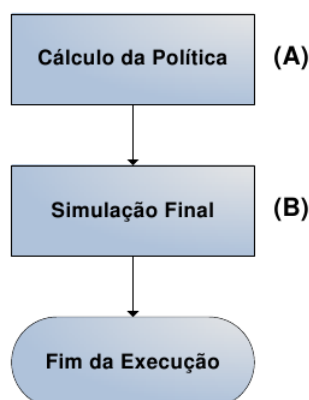 Cálculo da Política (A)
Simulação Final (B)
Fim da Execução